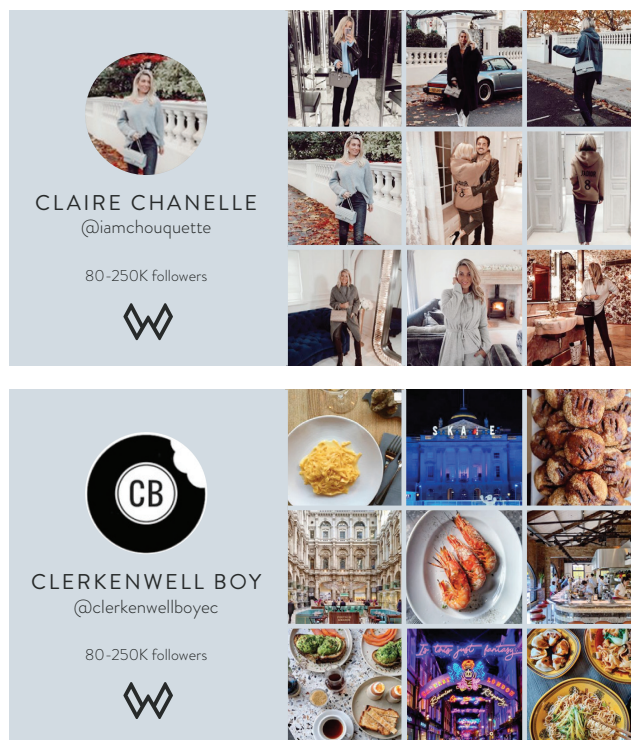 CLAIRE CHANELLE
@iamchouquette
80-250K followers
W
CLERKENWELL BOY
@clerkenwellboyec
80-250K followers
W
CB
SKATE
Is this just fantasy?